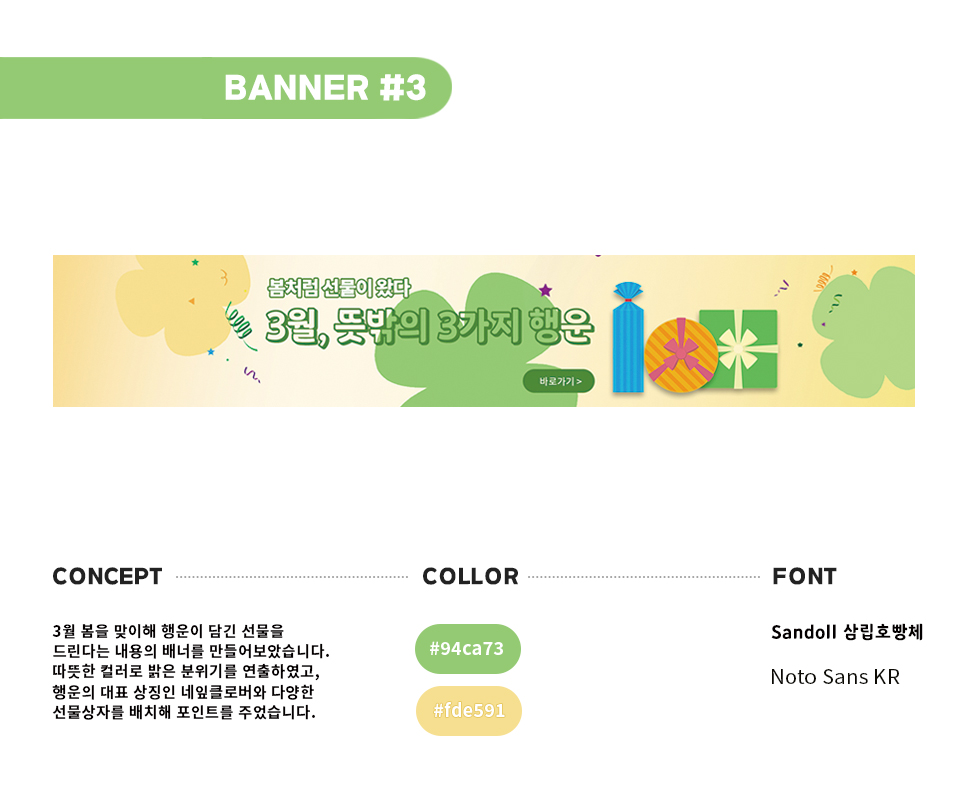 BANNER #3
봄처럼 선물이 왔다
3월, 뜻밖의 3가지 행운
바로가기 >
CONCEPT
COLLOR
FONT
3월 봄을 맞이해 행운이 담긴 선물을
드린다는 내용의 배너를 만들어보았습니다.
따뜻한 컬러로 밝은 분위기를 연출하였고,
행운의 대표 상징인 네잎클로버와 다양한
선물상자를 배치해 포인트를 주었습니다.
#94ca73
#fde591
Sandoll 삼립호빵체
Noto Sans KR